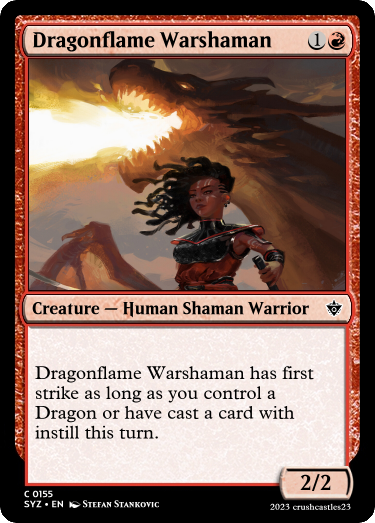 Dragonflame Warshaman 1
Creature — Human Shaman Warrior
Dragonflame Warshaman has first
strike as long as you control a
Dragon or have cast a card with
instill this turn.
2/2
C 0155
SYZ • EN Stefan Stankovic
2023 crushcastles23